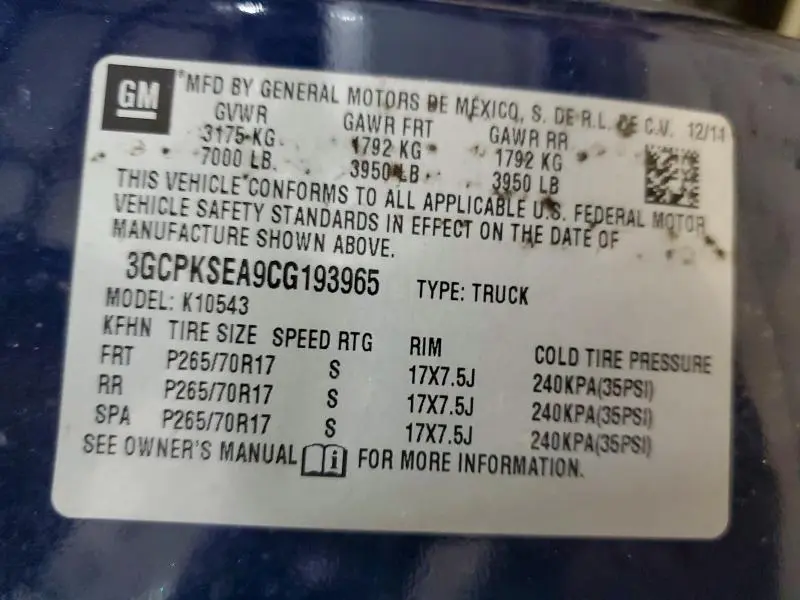 GM
*MFD BY GENERAL MOTORS DE MÉXICO, S. DE R.L. DE C.V. 12/14
GVWR GAWR FRT GAWR RR
3175 KG 1792 KG 1792 KG
7000 LB 3950 LB 3950 LB
THIS VEHICLE CONFORMS TO ALL APPLICABLE U.S. FEDERAL MOTOR
VEHICLE SAFETY STANDARDS IN EFFECT ON THE DATE OF
MANUFACTURE SHOWN ABOVE.
3GCPKSEA9CG193965 TYPE: TRUCK
MODEL: K10543
KFHN TIRE SIZE SPEED RTG RIM COLD TIRE PRESSURE
FRT P265/70R17 S 17X7.5J 240KPA(35PSI)
RR P265/70R17 S 17X7.5J 240KPA(35PSI)
SPA P265/70R17 S 17X7.5J 240KPA(35PSI)
SEE OWNER'S MANUAL i FOR MORE INFORMATION.